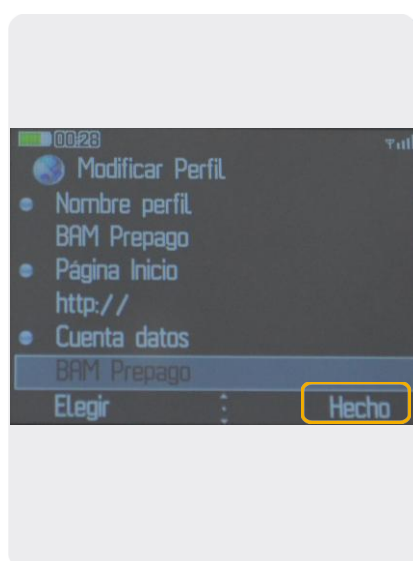 00:28
Modificar Perfil
Nombre perfil
BAM Prepago
Página Inicio
http://
Cuenta datos
BAM Prepago
Elegir Hecho